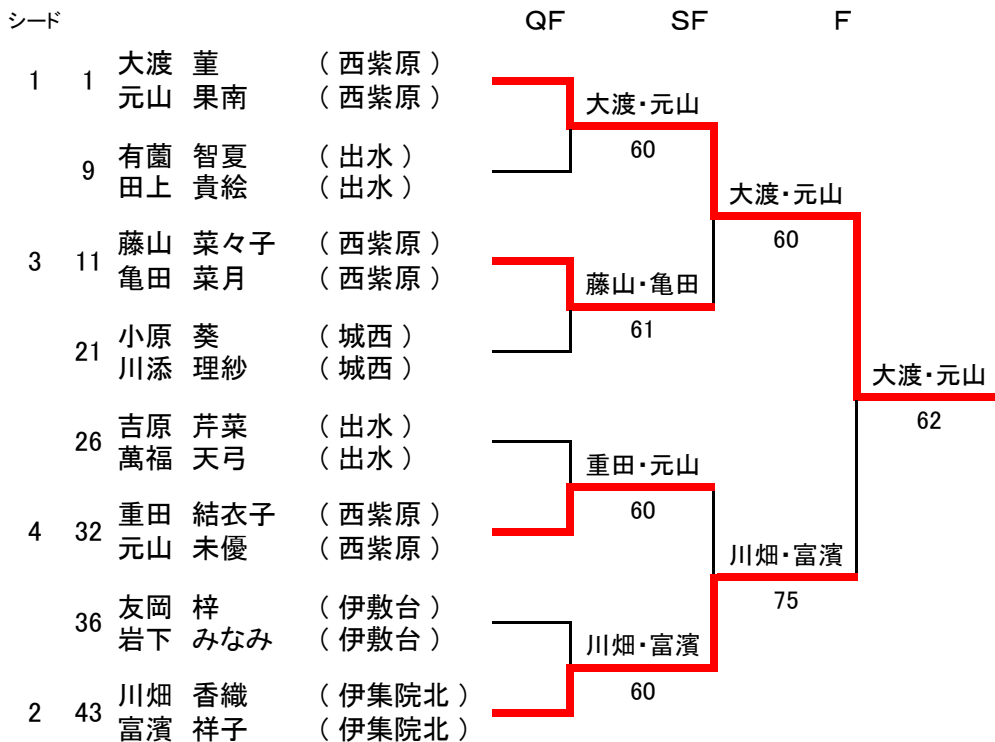 シード QF SF F
大渡 菫 ( 西紫原 )
1 1
元山 果南 ( 西紫原 )
大渡・元山
60
有薗 智夏 ( 出水 )
9
田上 貴絵 ( 出水 )
大渡・元山
60
藤山 菜々子 ( 西紫原 )
3 11
亀田 菜月 ( 西紫原 )
藤山・亀田
61
小原 葵 ( 城西 )
21
川添 理紗 ( 城西 )
大渡・元山
62
吉原 芹菜 ( 出水 )
26
萬福 天弓 ( 出水 )
重田・元山
60
重田 結衣子 ( 西紫原 )
4 32
元山 未優 ( 西紫原 )
川畑・富濱
75
友岡 梓 ( 伊敷台 )
36
岩下 みなみ ( 伊敷台 )
川畑・富濱
60
川畑 香織 ( 伊集院北 )
2 43
富濱 祥子 ( 伊集院北 )